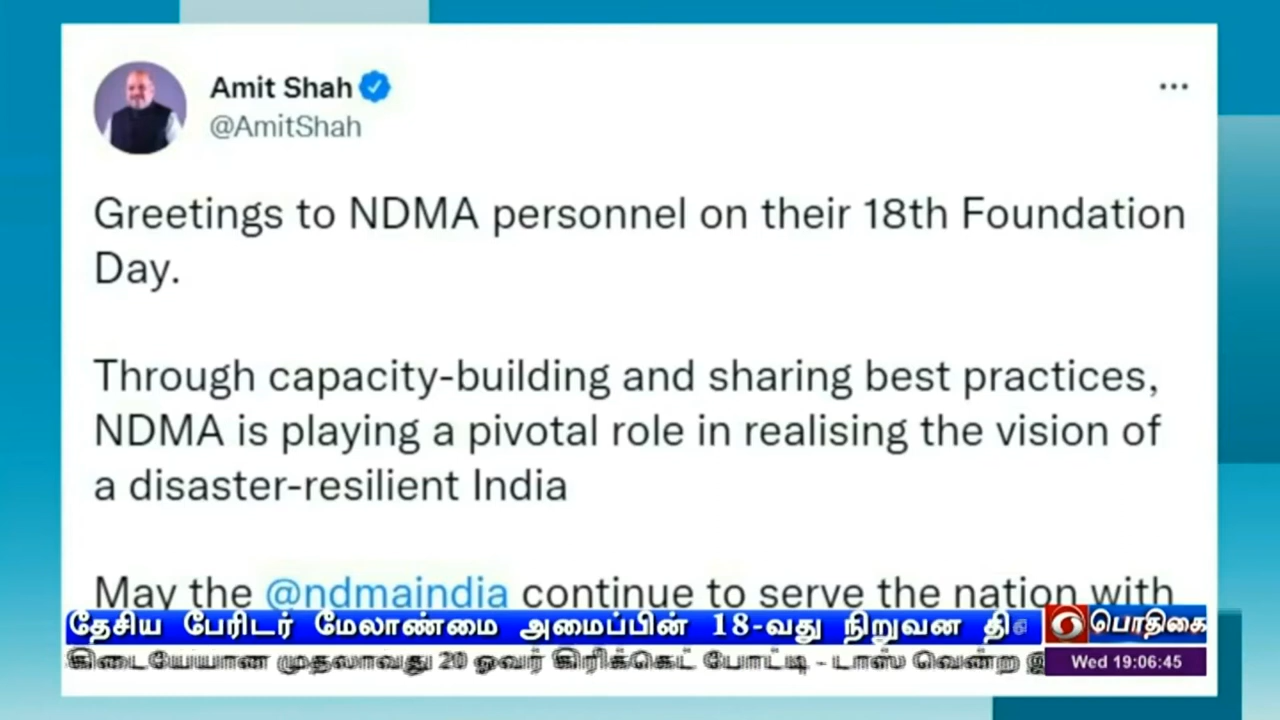 Amit Shah
@AmitShah
Greetings to NDMA personnel on their 18th Foundation
Day.
Through capacity-building and sharing best practices,
NDMA is playing a pivotal role in realising the vision of
a disaster-resilient India
May the @ndmaindia continue to serve the nation with
தேசிய பேரிடர் மேலாண்மை அமைப்பின் 18-வது நிறுவன
பொதிகை
கிடையேயான முதலாவது 20 ஓவர் கிரிக்கெட் போட்டி - டாஸ் வென்ற
Wed 19:06:45